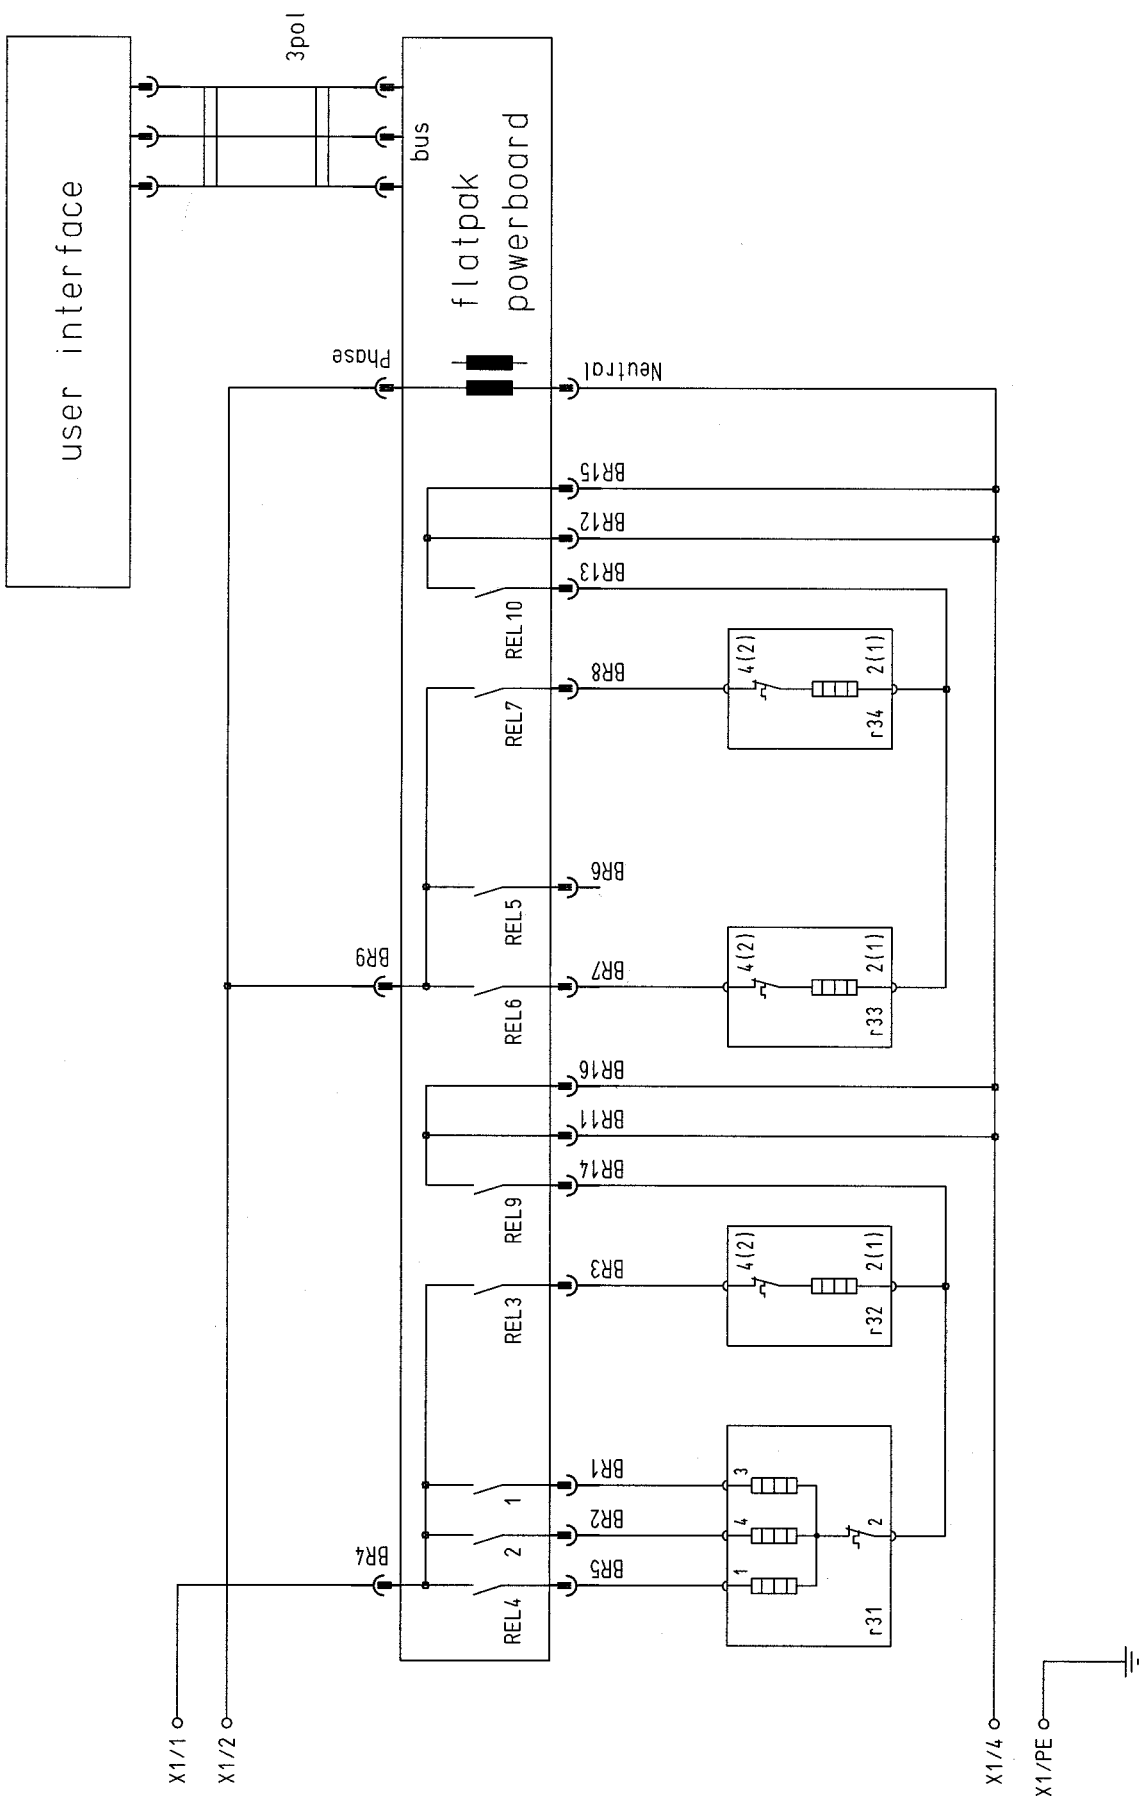 user interface
3pol
bus
flatpak
powerboard
Phase
Neutral
BR15
BR12
BR13
REL10
BR8
REL7
4(2)
2(1)
r34
BR6
REL5
BR9
BR7
REL6
4(2)
2(1)
r33
BR16
BR11
BR14
REL9
BR3
REL3
4(2)
2(1)
r32
BR1
1
BR2
2
BR4
BR5
REL4
3
4
1
2
r31
X1/1
X1/2
X1/4
X1/PE